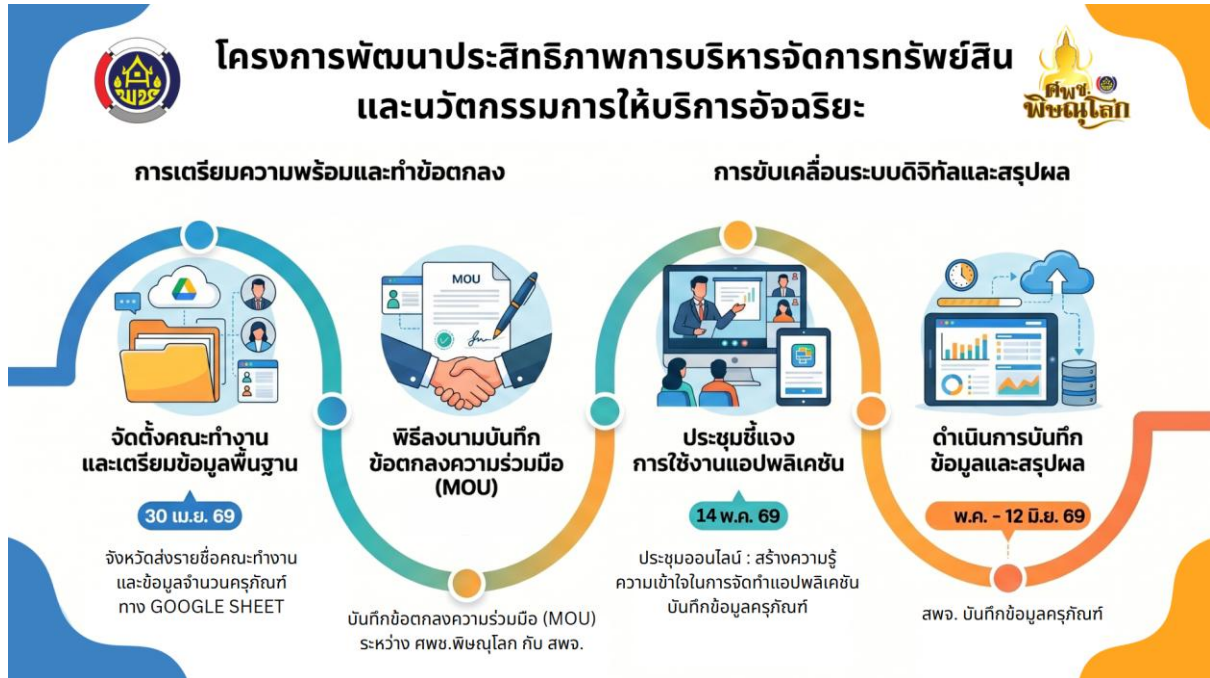 โครงการพัฒนาประสิทธิภาพการบริหารจัดการทรัพย์สิน
และนวัตกรรมการให้บริการอัจฉริยะ
พช
ศพช.
พิษณุโลก
การเตรียมความพร้อมและทำข้อตกลง
การขับเคลื่อนระบบดิจิทัลและสรุปผล
MOU
จัดตั้งคณะทำงาน
และเตรียมข้อมูลพื้นฐาน
30 เม.ย. 69
จังหวัดส่งรายชื่อคณะทำงาน
และข้อมูลจำนวนครุภัณฑ์
ทาง GOOGLE SHEET
พิธีลงนามบันทึก
ข้อตกลงความร่วมมือ
(MOU)
บันทึกข้อตกลงความร่วมมือ (MOU)
ระหว่าง ศพช.พิษณุโลก กับ สพจ.
ประชุมชี้แจง
การใช้งานแอปพลิเคชัน
14 พ.ค. 69
ประชุมออนไลน์ : สร้างความรู้
ความเข้าใจในการจัดทำแอปพลิเคชัน
บันทึกข้อมูลครุภัณฑ์
ดำเนินการบันทึก
ข้อมูลและสรุปผล
พ.ค. - 12 มิ.ย. 69
สพจ. บันทึกข้อมูลครุภัณฑ์